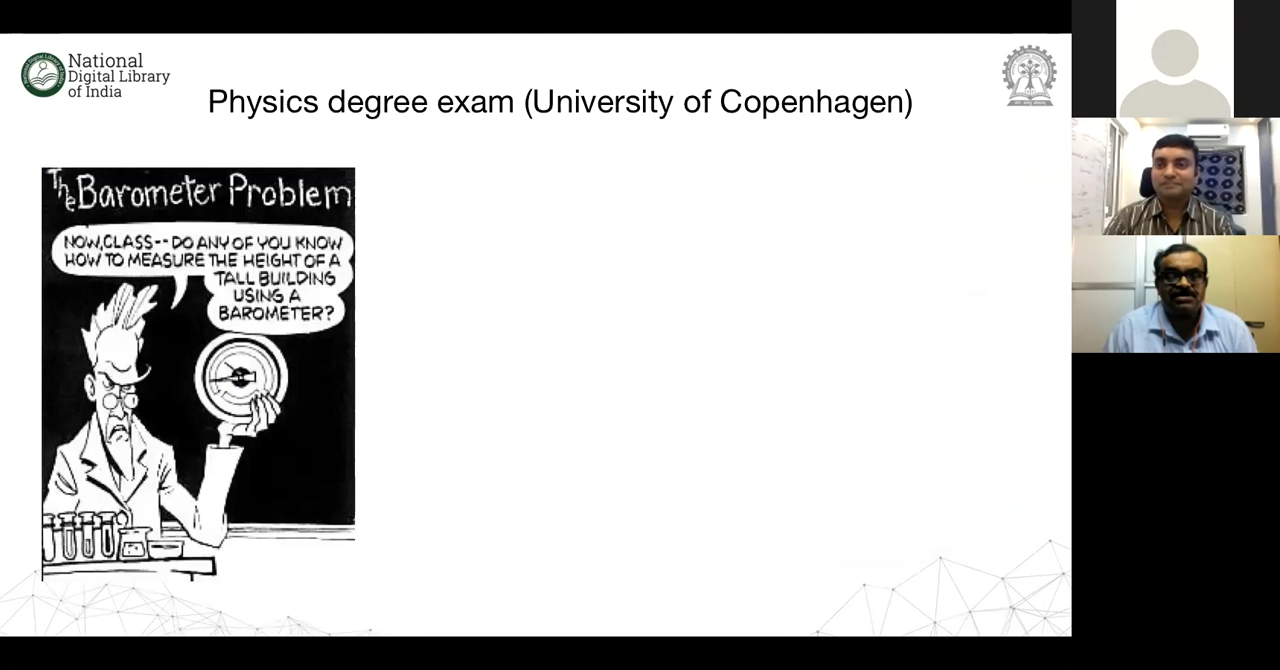 National
Digital Library
of India
Physics degree exam (University of Copenhagen)
The Barometer Problem
NOW, CLASS-- DO ANY OF YOU KNOW
HOW TO MEASURE THE HEIGHT OF A
TALL BUILDING
USING A
BAROMETER?